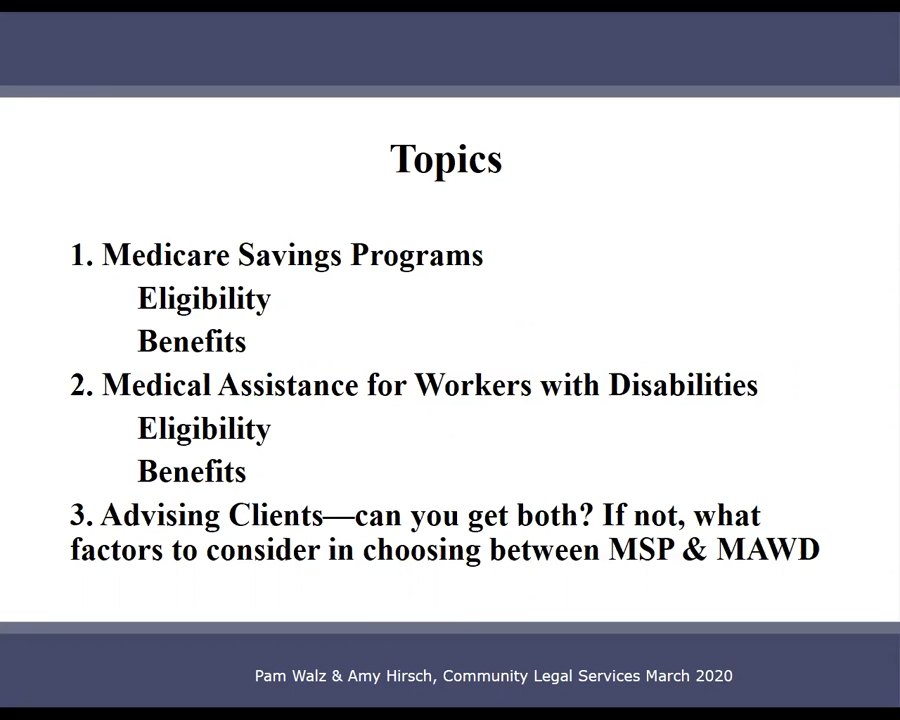 Topics
1. Medicare Savings Programs
Eligibility
Benefits
2. Medical Assistance for Workers with Disabilities
Eligibility
Benefits
3. Advising Clients—can you get both? If not, what
factors to consider in choosing between MSP & MAWD
Pam Walz & Amy Hirsch, Community Legal Services March 2020